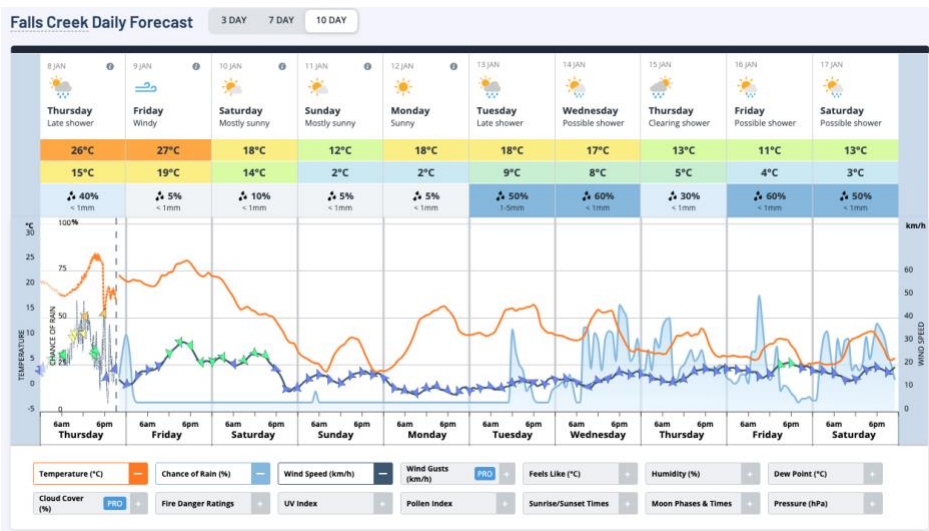 Falls Creek Daily Forecast 3 DAY 7 DAY 10 DAY
8 JAN 9 JAN 10 JAN 11 JAN 12 JAN 13 JAN 14 JAN 15 JAN 16 JAN 17 JAN
Thursday Friday Saturday Sunday Monday Tuesday Wednesday Thursday Friday Saturday
Late shower Windy Mostly sunny Mostly sunny Sunny Late shower Possible shower Clearing shower Possible shower Possible shower
26°C 27°C 18°C 12°C 18°C 18°C 17°C 13°C 11°C 13°C
15°C 19°C 14°C 2°C 2°C 9°C 8°C 5°C 4°C 3°C
40% 5% 10% 5% 5% 50% 60% 30% 60% 50%
< 1mm < 1mm < 1mm < 1mm < 1mm 1-5mm < 1mm < 1mm < 1mm < 1mm
°C 100% km/h
30
25
20 75 60
15 50 50
10 40
5 25 30
0 20
-5 0 10
0
TEMPERATURE
CHANCE OF RAIN
WIND SPEED
6am 6pm 6am 6pm 6am 6pm 6am 6pm 6am 6pm 6am 6pm 6am 6pm 6am 6pm 6am 6pm 6am 6pm
Thursday Friday Saturday Sunday Monday Tuesday Wednesday Thursday Friday Saturday
Temperature (°C) − Chance of Rain (%) − Wind Speed (km/h) − Wind Gusts (km/h) PRO + Feels Like (°C) + Humidity (%) + Dew Point (°C) +
Cloud Cover (%) PRO + Fire Danger Ratings + UV Index + Pollen Index + Sunrise/Sunset Times + Moon Phases & Times + Pressure (hPa) +